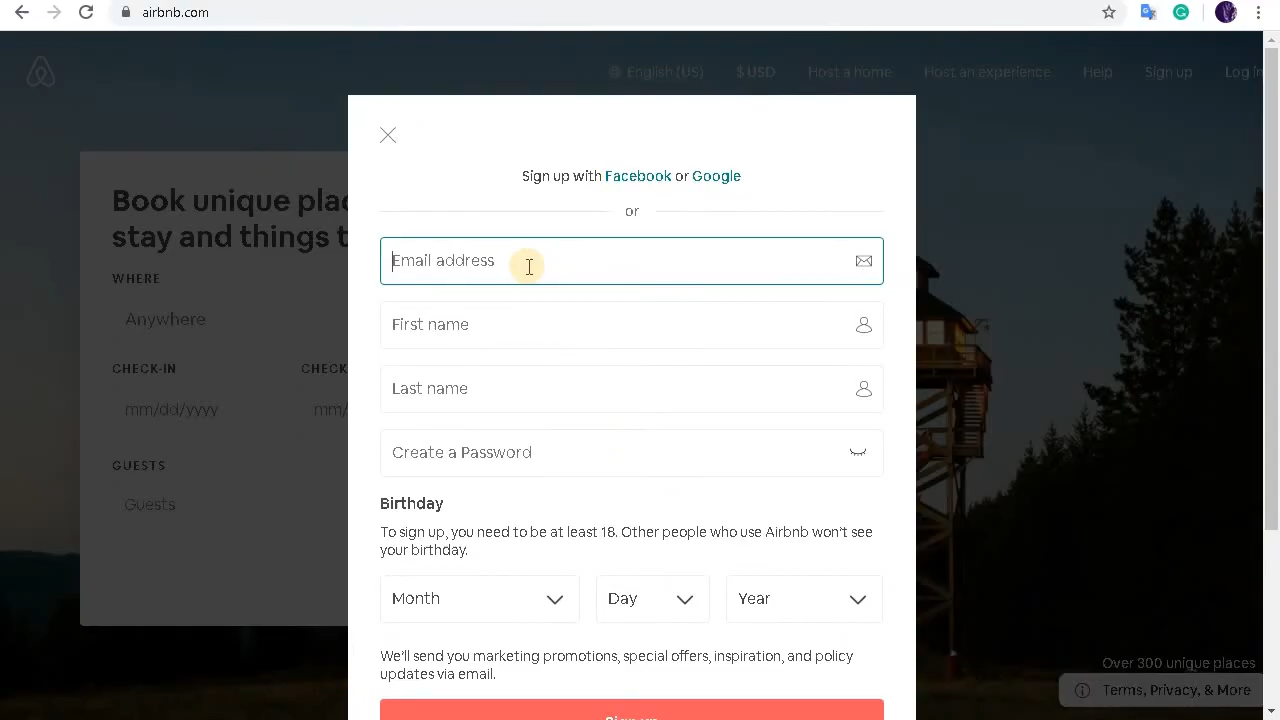 airbnb.com
English (US)
$ USD
Host a home
Host an experience
Help
Sign up
Log in
Sign up with Facebook or Google
or
Book unique pla
stay and things t
Email address
WHERE
Anywhere
First name
CHECK-IN
CHECK
Last name
mm/dd/yyyy
mm/
GUESTS
Create a Password
Guests
Birthday
To sign up, you need to be at least 18. Other people who use Airbnb won't see
your birthday.
Month
Day
Year
We'll send you marketing promotions, special offers, inspiration, and policy
updates via email.
Over 300 unique places
Terms, Privacy, & More
Sign up